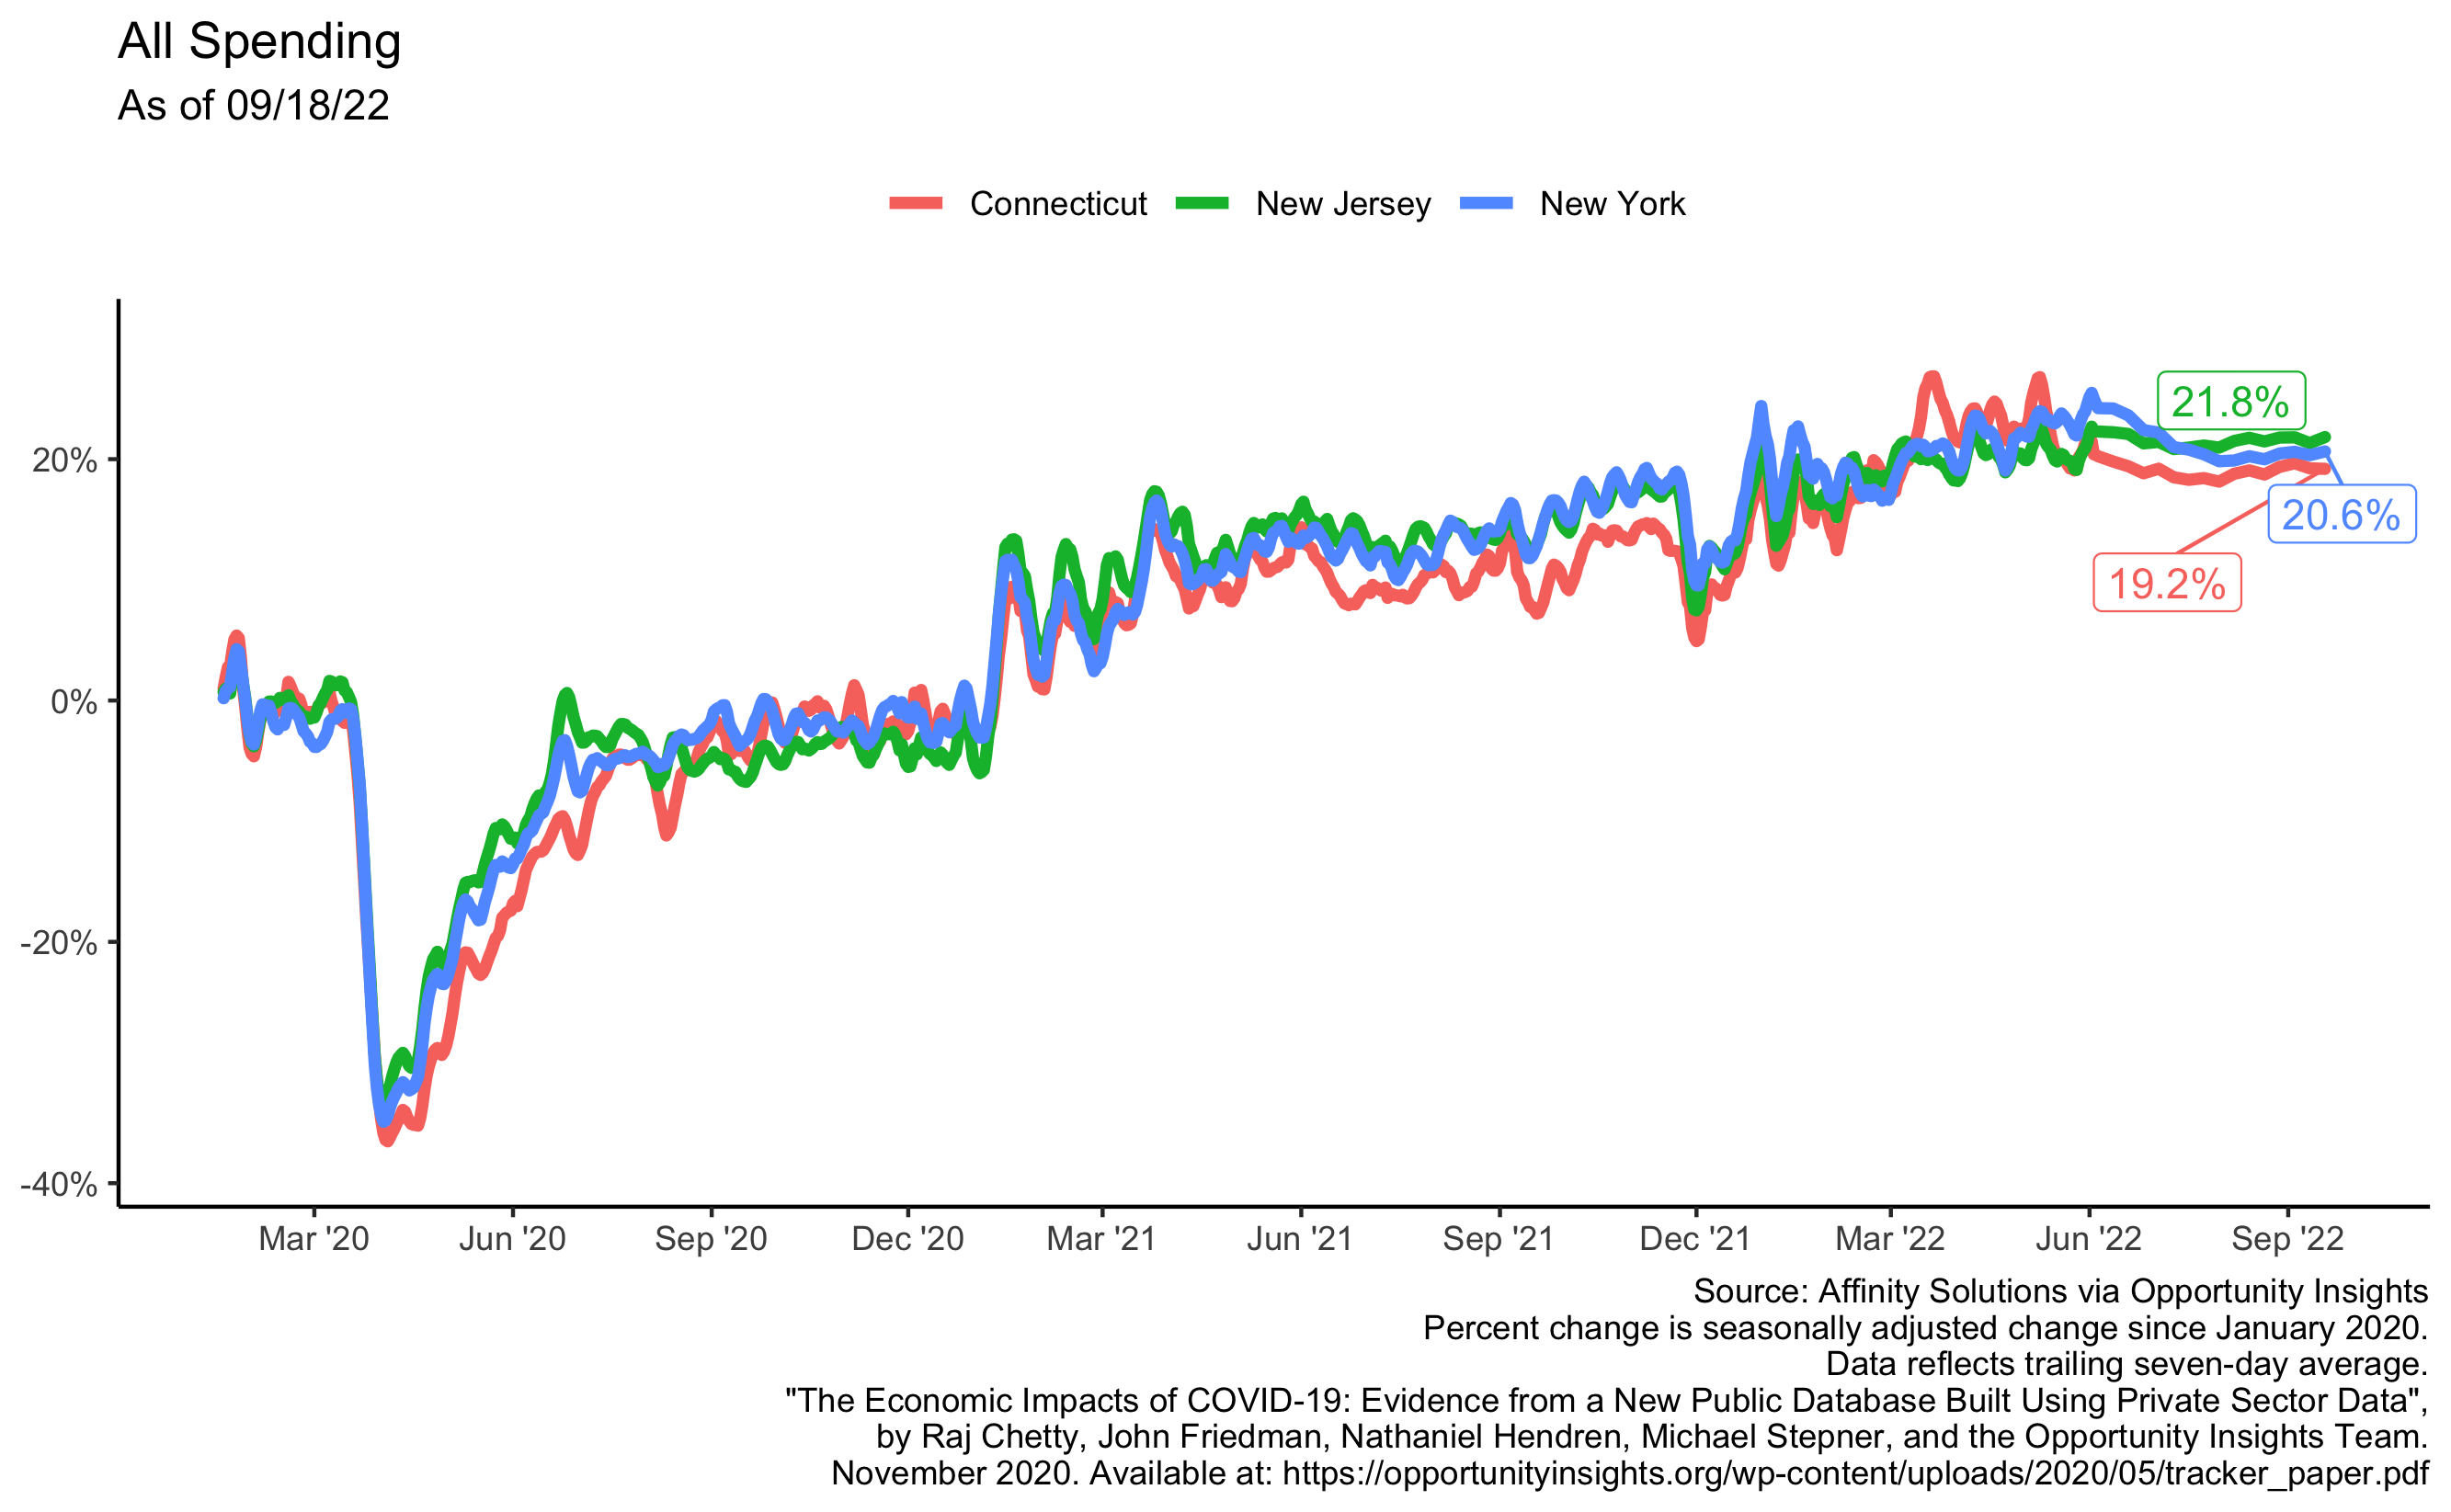 All Spending
As of 09/18/22
Connecticut New Jersey New York
21.8%
20.6%
19.2%
20%
0%
-20%
-40%
Mar '20 Jun '20 Sep '20 Dec '20 Mar '21 Jun '21 Sep '21 Dec '21 Mar '22 Jun '22 Sep '22
Source: Affinity Solutions via Opportunity Insights
Percent change is seasonally adjusted change since January 2020.
Data reflects trailing seven-day average.
"The Economic Impacts of COVID-19: Evidence from a New Public Database Built Using Private Sector Data",
by Raj Chetty, John Friedman, Nathaniel Hendren, Michael Stepner, and the Opportunity Insights Team.
November 2020. Available at: https://opportunityinsights.org/wp-content/uploads/2020/05/tracker_paper.pdf